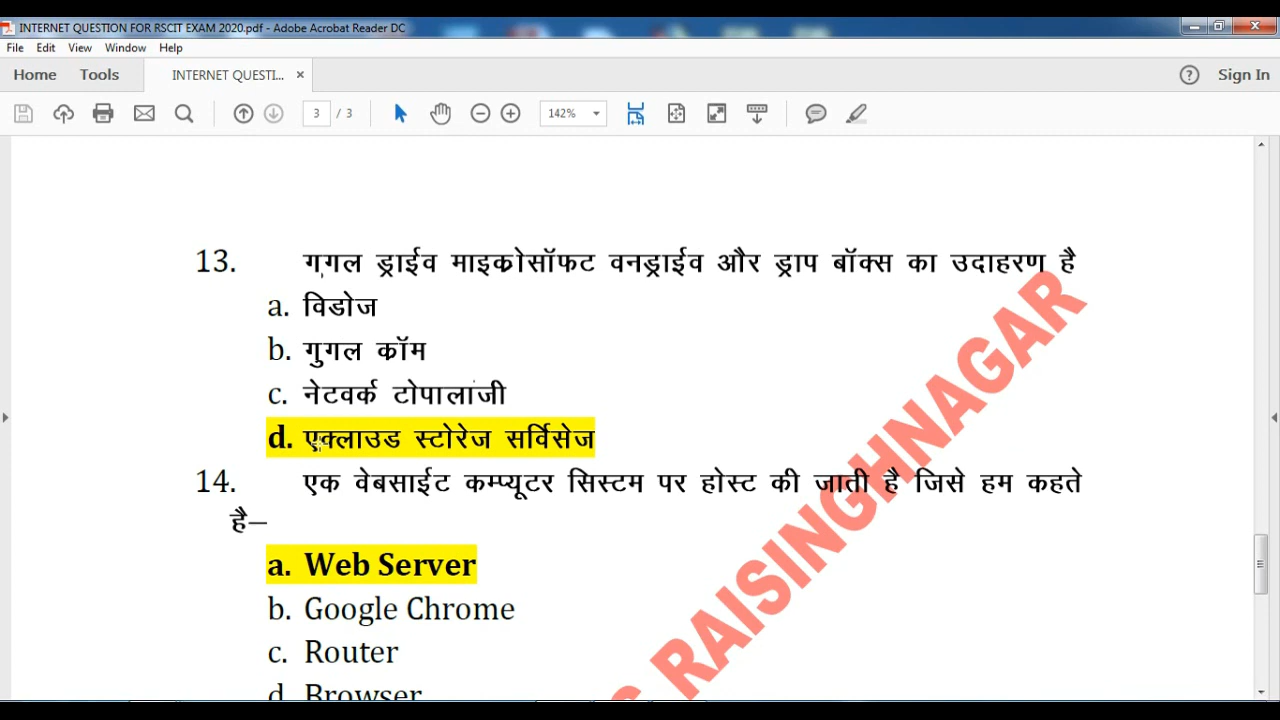 INTERNET QUESTION FOR RSCIT EXAM 2020.pdf - Adobe Acrobat Reader DC
File Edit View Window Help
Home Tools INTERNET QUESTI... × Sign In
3 / 3 142%
13. गगल ड्राईव माइकोसॉफट वनड्राईव और ड्राप बॉक्स का उदाहरण है
a. विडोज
b. गुगल कॉम
c. नेटवर्क टोपालांजी
d. एक्लाउड स्टोरेज सर्विसेज
14. एक वेबसाईट कम्प्यूटर सिस्टम पर होस्ट की जाती है जिसे हम कहते
है–
a. Web Server
b. Google Chrome
c. Router
d. Browser
RAISINGHNAGAR